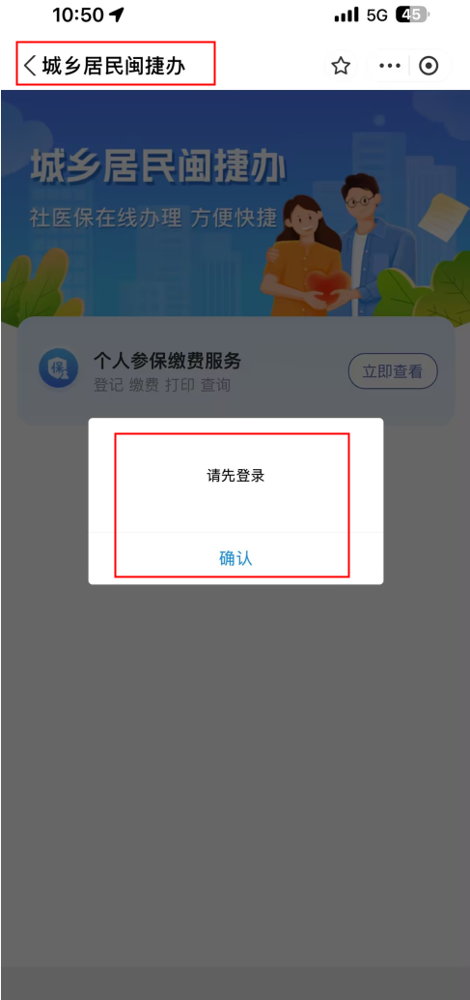 10:50
5G 45
城乡居民闽捷办
城乡居民闽捷办
社医保在线办理 方便快捷
保
个人参保缴费服务
登记 缴费 打印 查询
立即查看
请先登录
确认